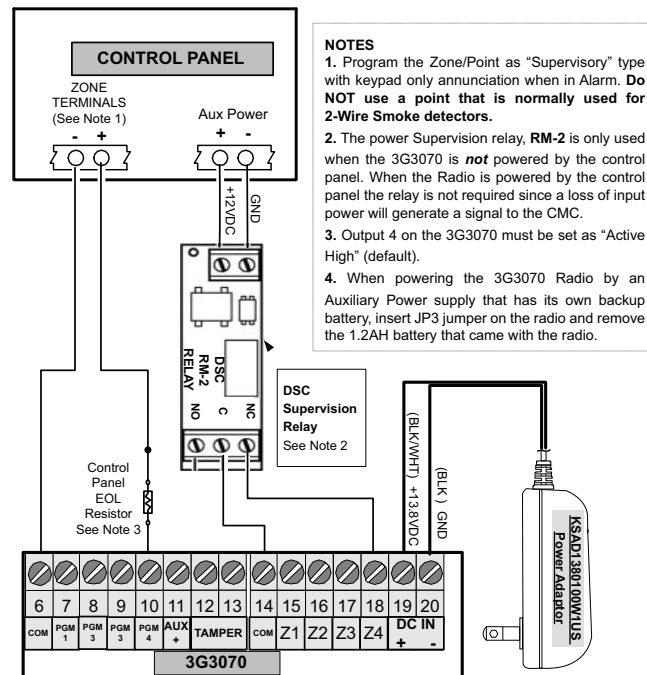 CONTROL PANEL
ZONE
TERMINALS
(See Note 1)
- +
Aux Power
+ -
+12VDC
GND
NOTES
1. Program the Zone/Point as “Supervisory” type
with keypad only annunciation when in Alarm. Do
NOT use a point that is normally used for
2-Wire Smoke detectors.
2. The power Supervision relay, RM-2 is only used
when the 3G3070 is not powered by the control
panel. When the Radio is powered by the control
panel the relay is not required since a loss of input
power will generate a signal to the CMC.
3. Output 4 on the 3G3070 must be set as “Active
High” (default).
4. When powering the 3G3070 Radio by an
Auxiliary Power supply that has its own backup
battery, insert JP3 jumper on the radio and remove
the 1.2AH battery that came with the radio.
DSC
RM-2
RELAY
NO C NC
DSC
Supervision
Relay
See Note 2
Control
Panel
EOL
Resistor
See Note 3
(BLK/WHT) +13.8VDC
(BLK ) GND
KSAD1380100W1US
Power Adaptor
6 7 8 9 10 11 12 13 14 15 16 17 18 19 20
COM PGM 1 PGM 3 PGM 3 PGM 4 AUX + TAMPER COM Z1 Z2 Z3 Z4 DC IN + -
3G3070